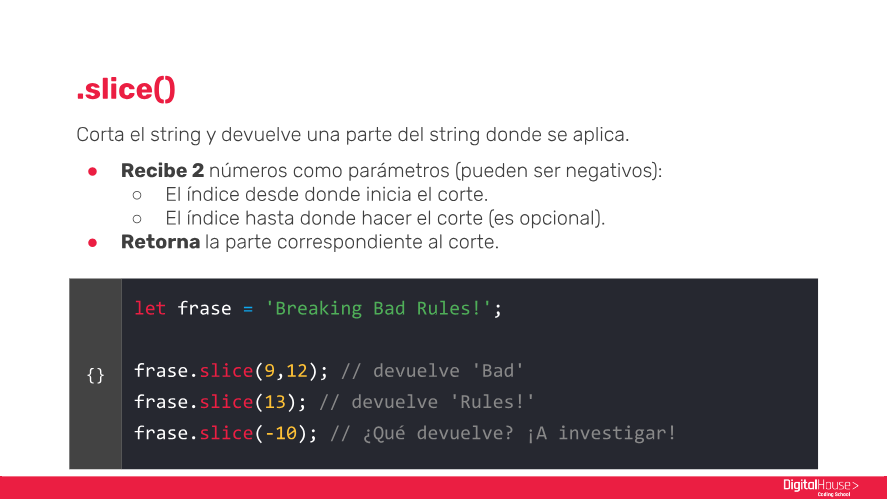 .slice()
Corta el string y devuelve una parte del string donde se aplica.
● Recibe 2 números como parámetros (pueden ser negativos):
○ El índice desde donde inicia el corte.
○ El índice hasta donde hacer el corte (es opcional).
● Retorna la parte correspondiente al corte.
let frase = 'Breaking Bad Rules!';
{}
frase.slice(9,12); // devuelve 'Bad'
frase.slice(13); // devuelve 'Rules!'
frase.slice(-10); // ¿Qué devuelve? ¡A investigar!
DigitalHouse>
Coding School